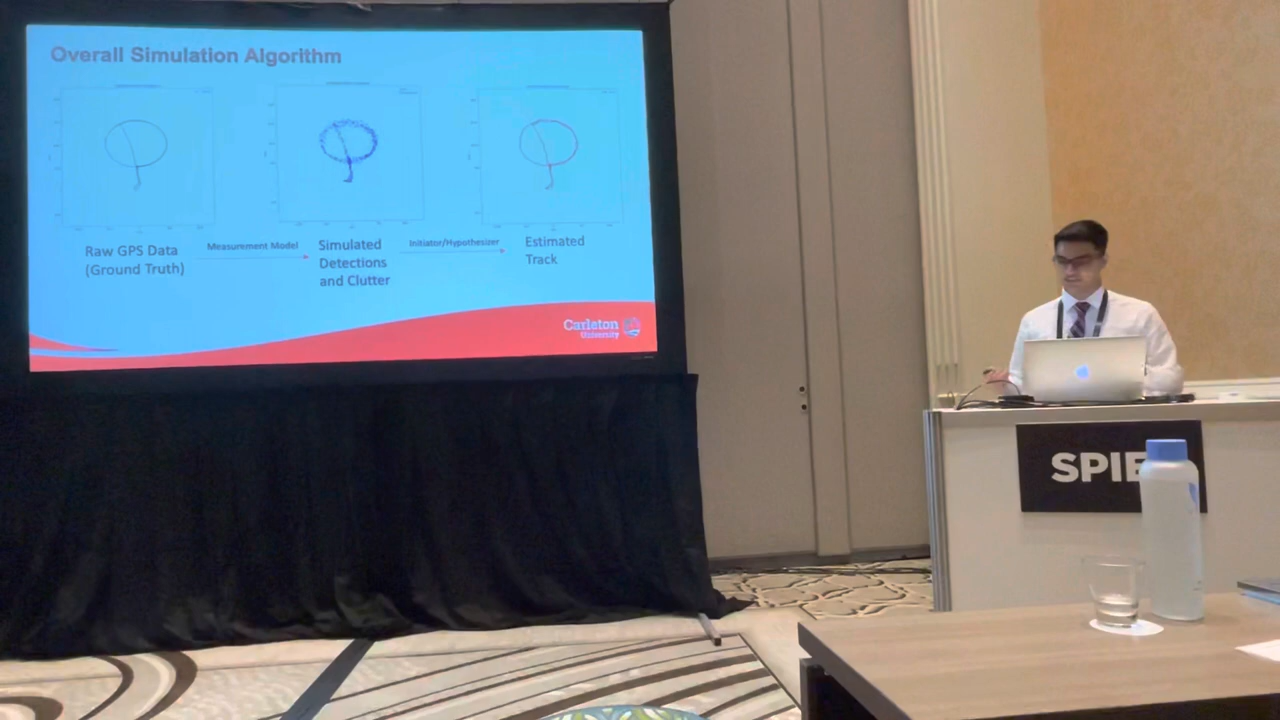 Overall Simulation Algorithm
Raw GPS Data
(Ground Truth)
Measurement Model
Simulated
Detections
and Clutter
Initiator/Hypothesizer
Estimated
Track
Carleton
University
SPIE